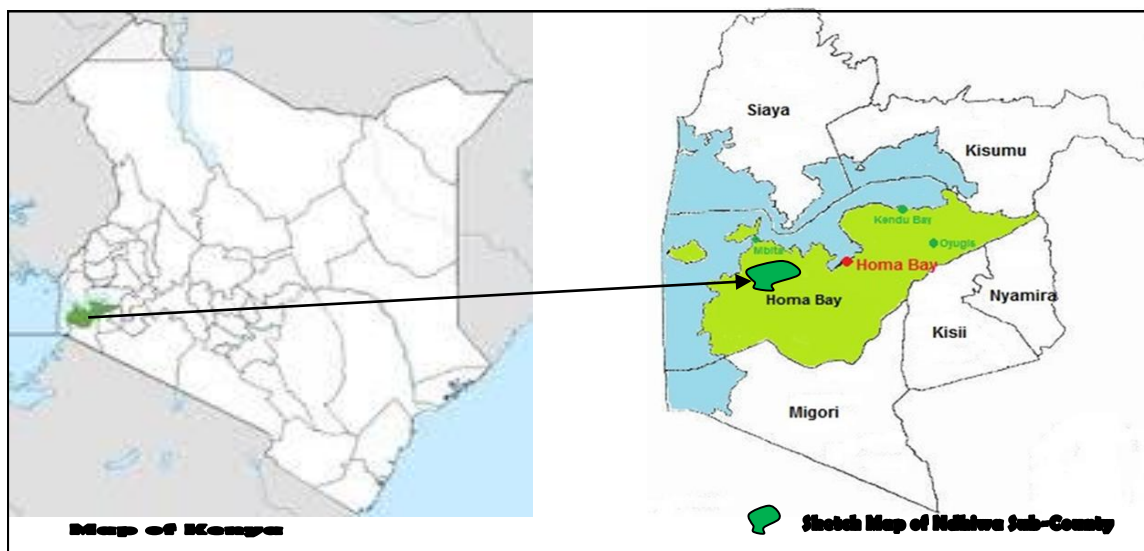 Siaya
Kisumu
Kendu Bay
Mbita
Oyugis
Homa Bay
Homa Bay
Nyamira
Kisii
Migori
Map of Kenya
Sketch Map of Ndhiwa Sub-County